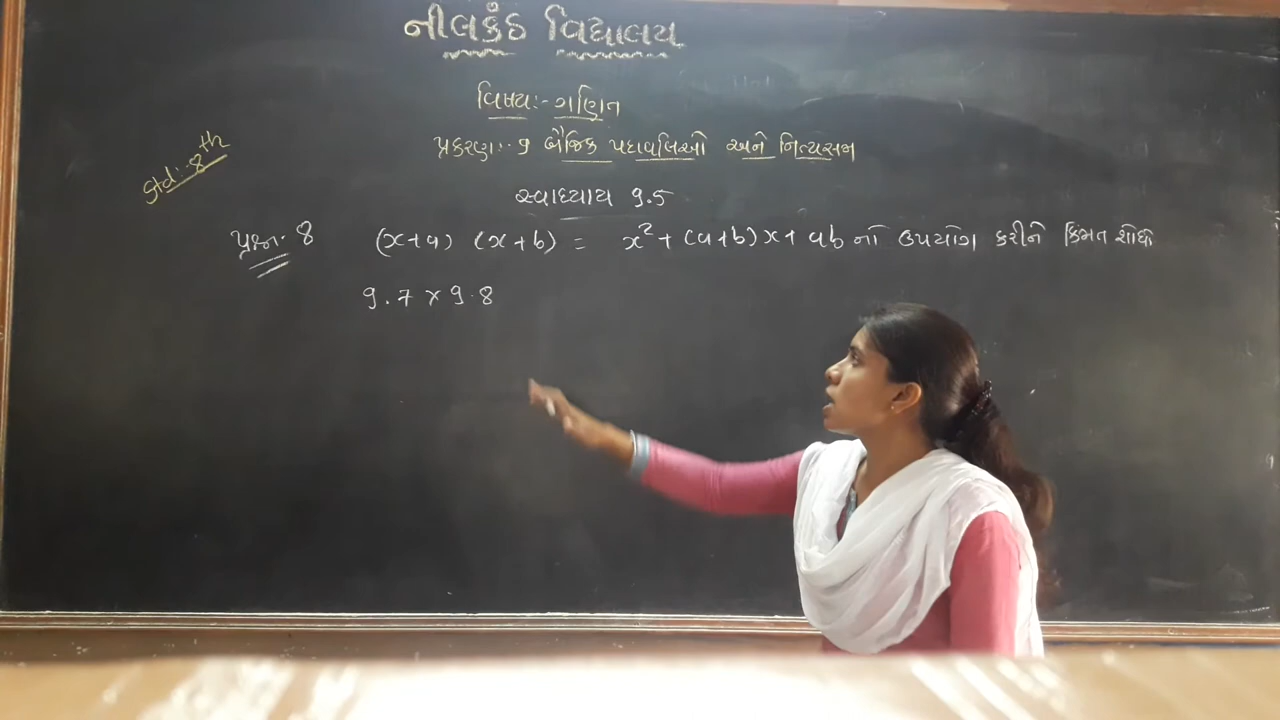 નીલકંઠ વિદ્યાલય
વિષય:- ગણિત
પ્રકરણ:- 9 બૈજિક પદાવલિઓ અને નિત્યસમ
Std:- 8th
સ્વાધ્યાય 9.5
પ્રશ્ન. 8 (x+a) (x+b) = x² + (a+b)x + ab નો ઉપયોગ કરીને કિંમત શોધો
9.7 × 9.8